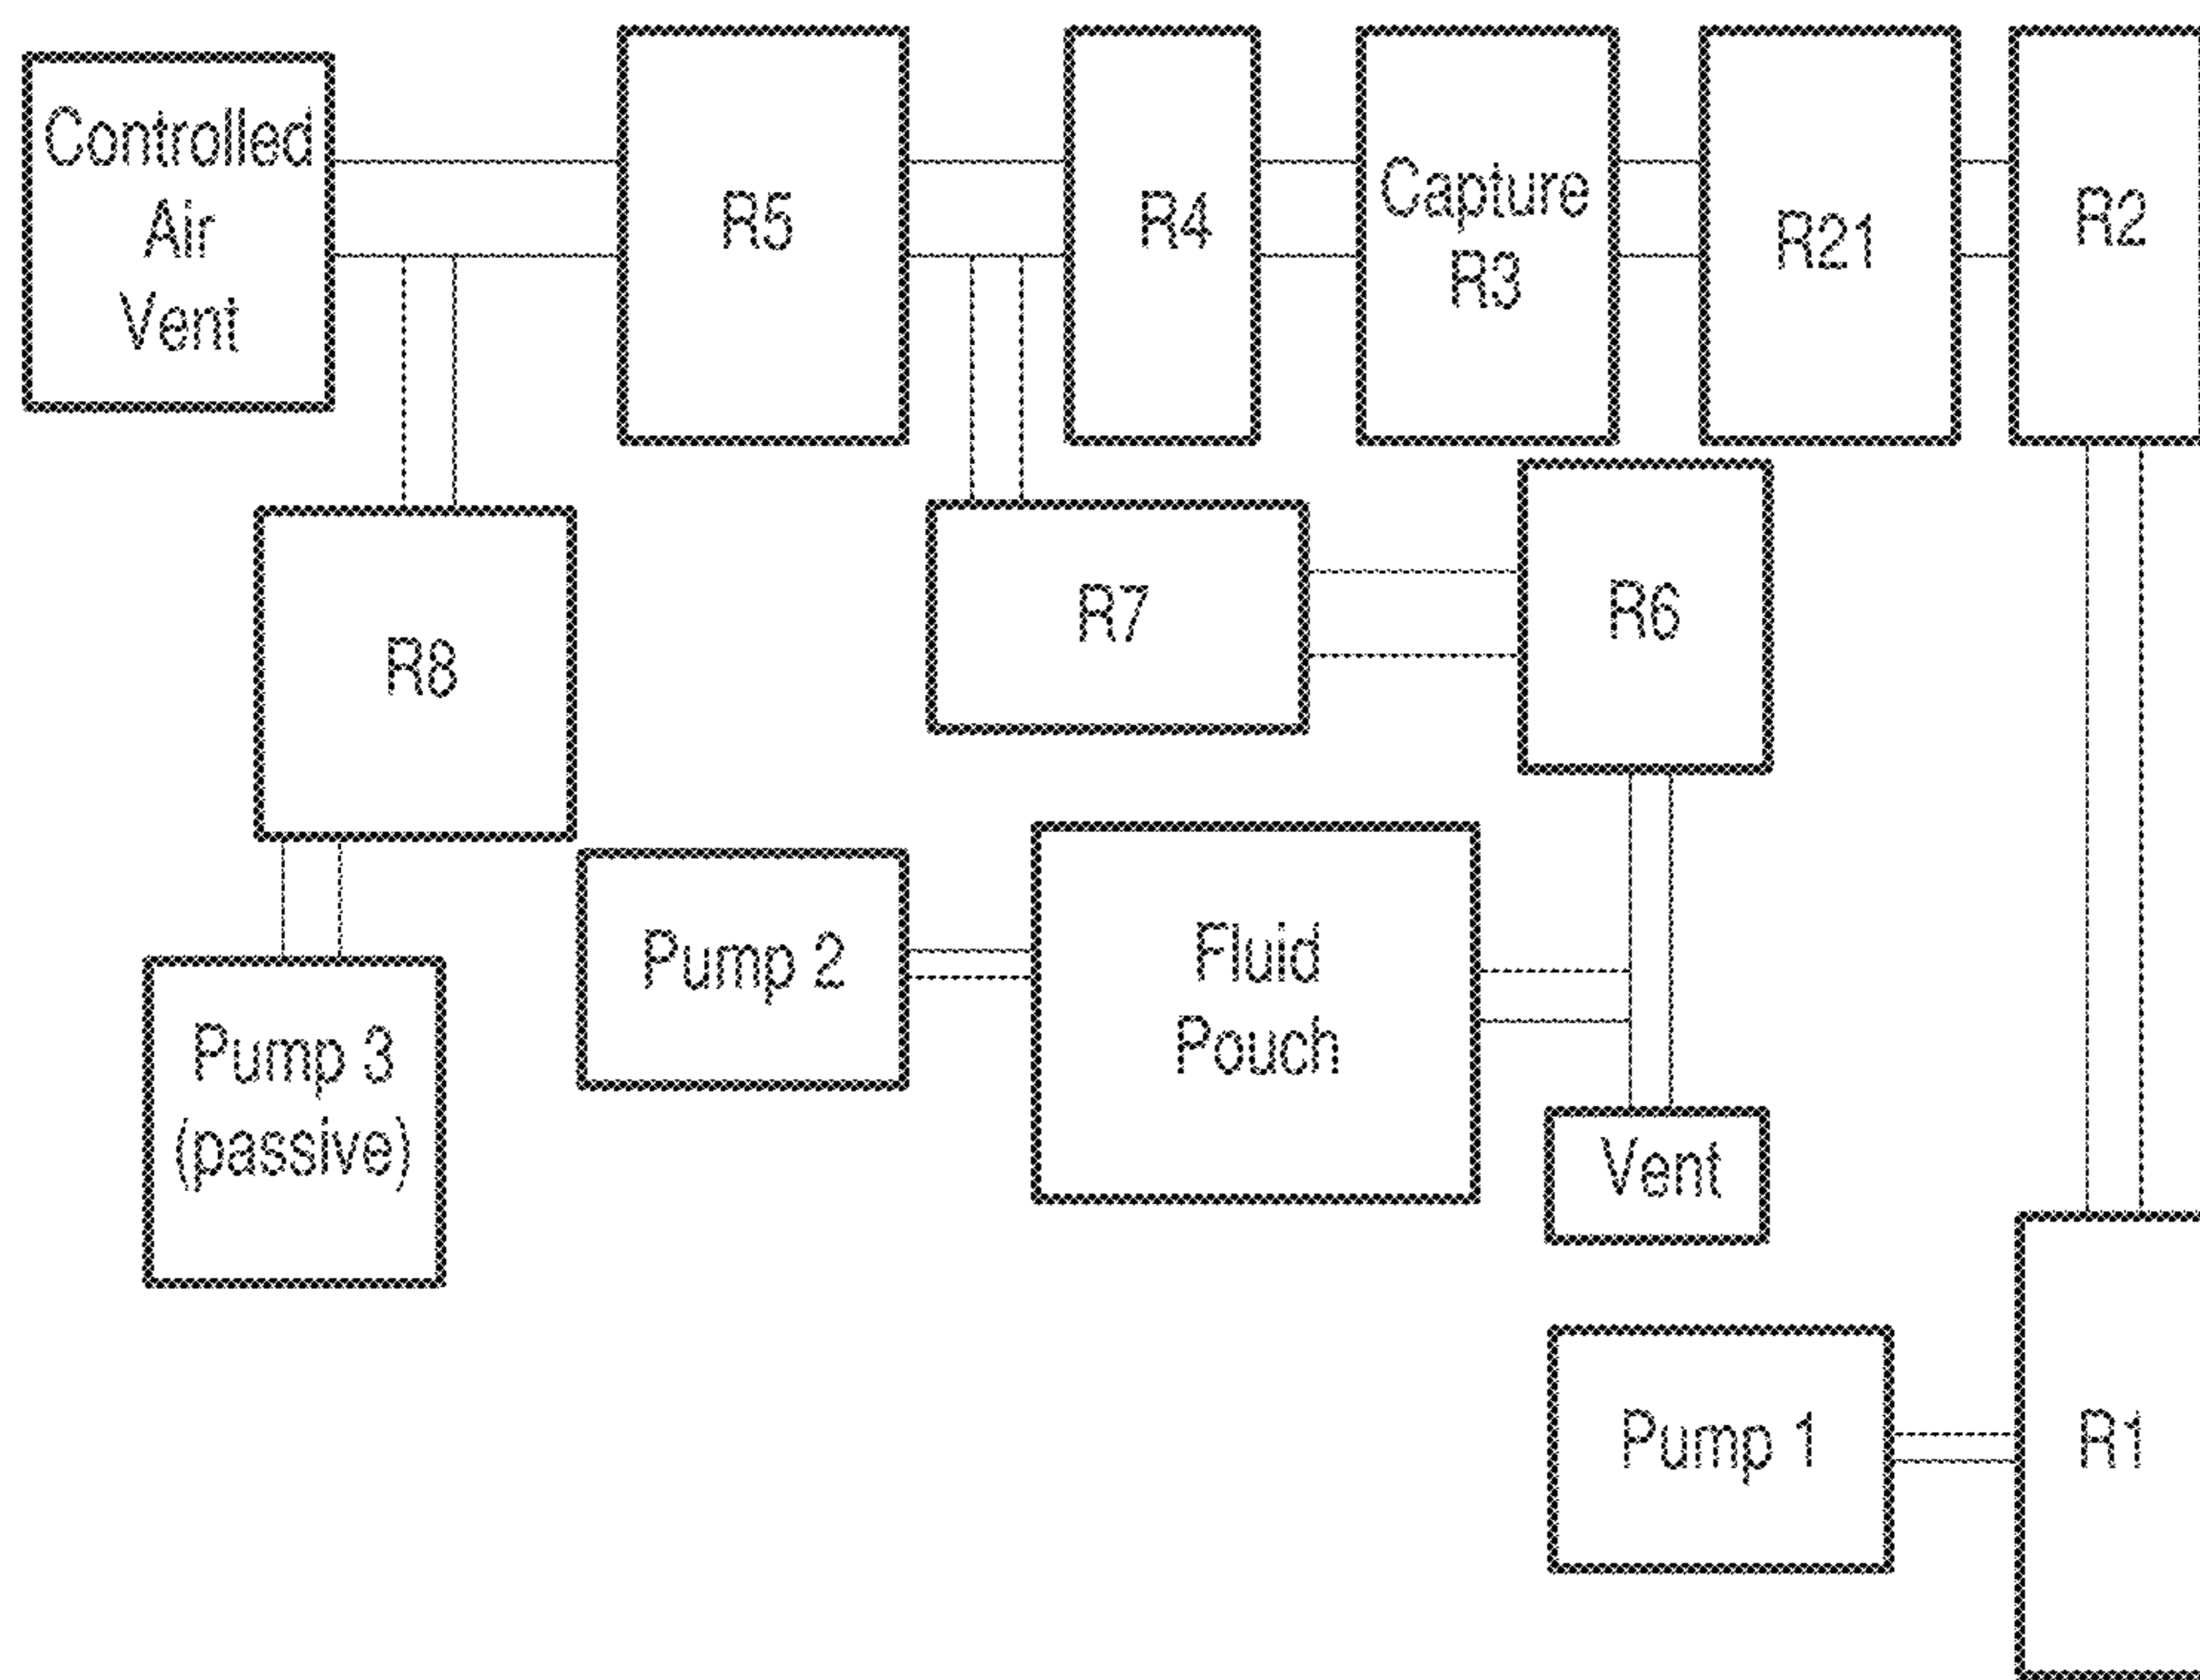 Controlled
Air
Vent
R5
R4
Capture
R3
R21
R2
R8
R7
R6
Pump 3
(passive)
Pump 2
Fluid
Pouch
Vent
Pump 1
R1